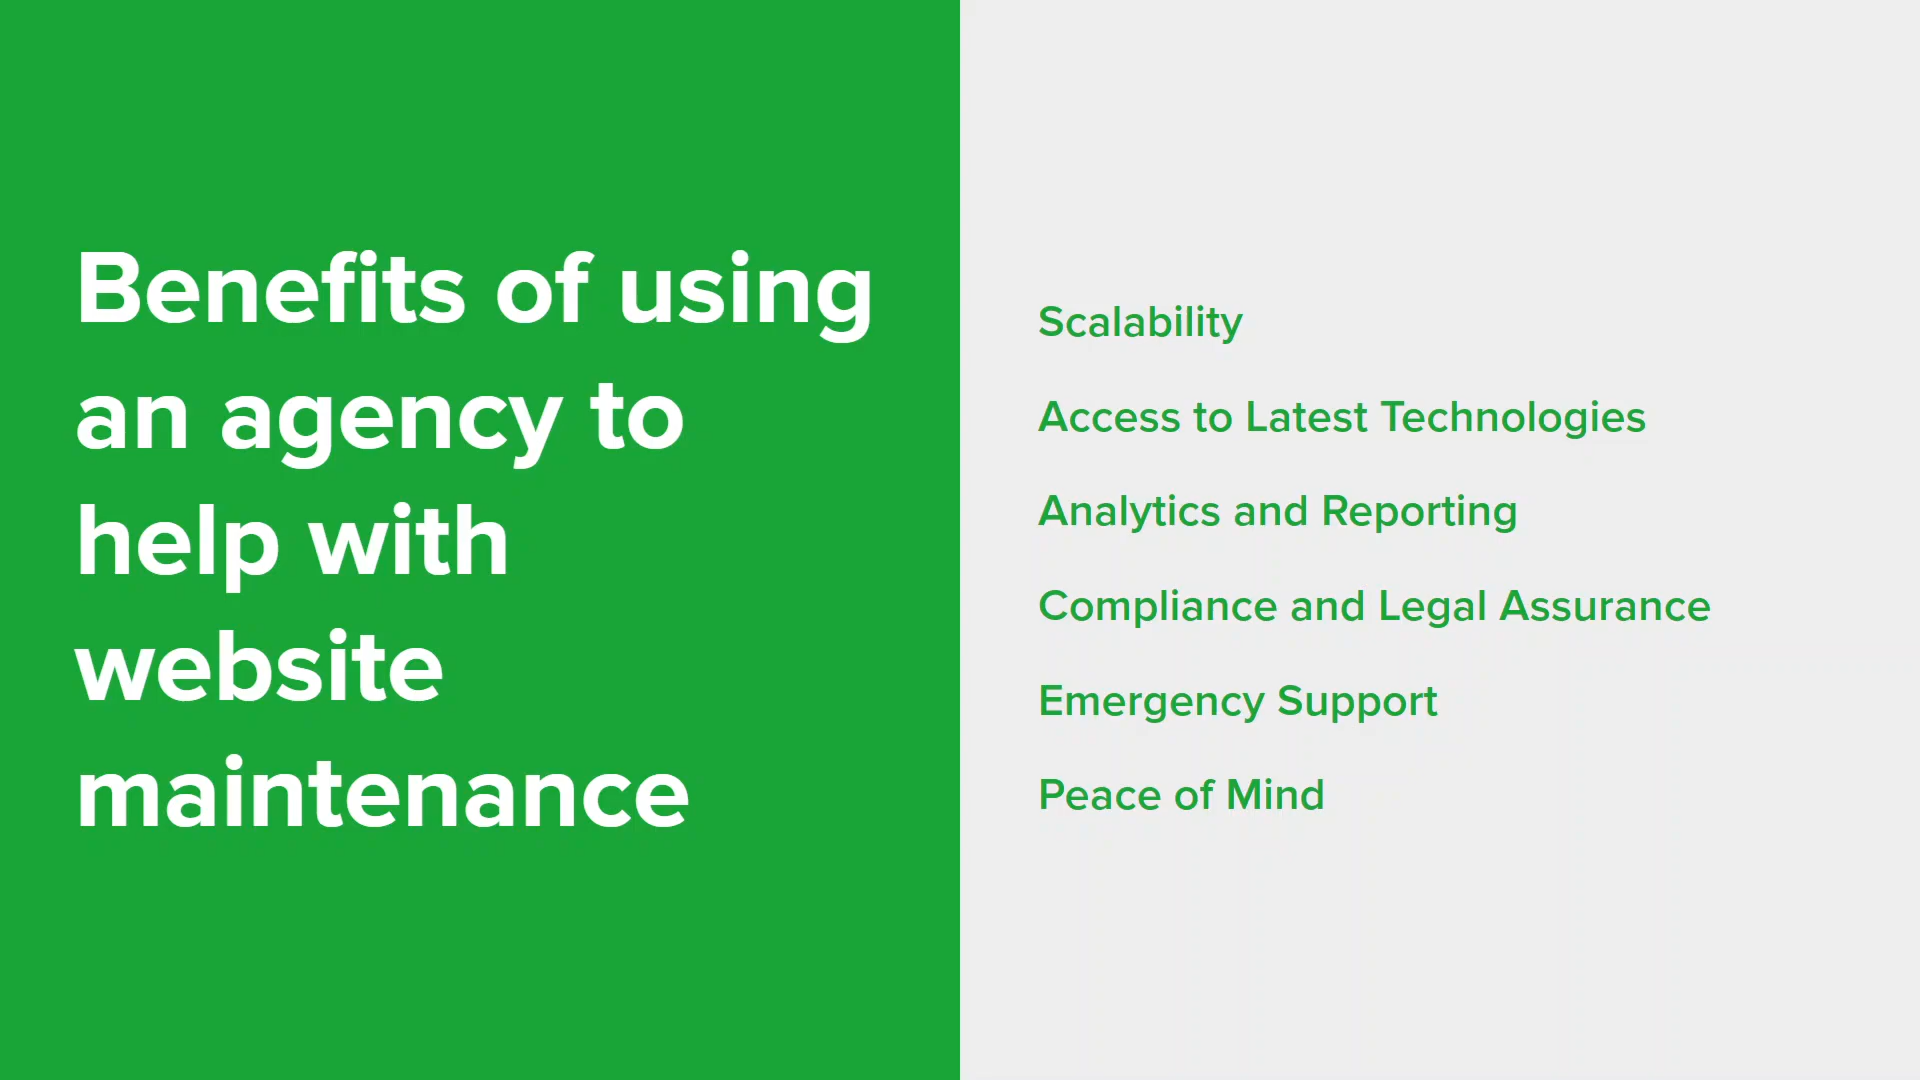 Benefits of using
an agency to
help with
website
maintenance
Scalability
Access to Latest Technologies
Analytics and Reporting
Compliance and Legal Assurance
Emergency Support
Peace of Mind